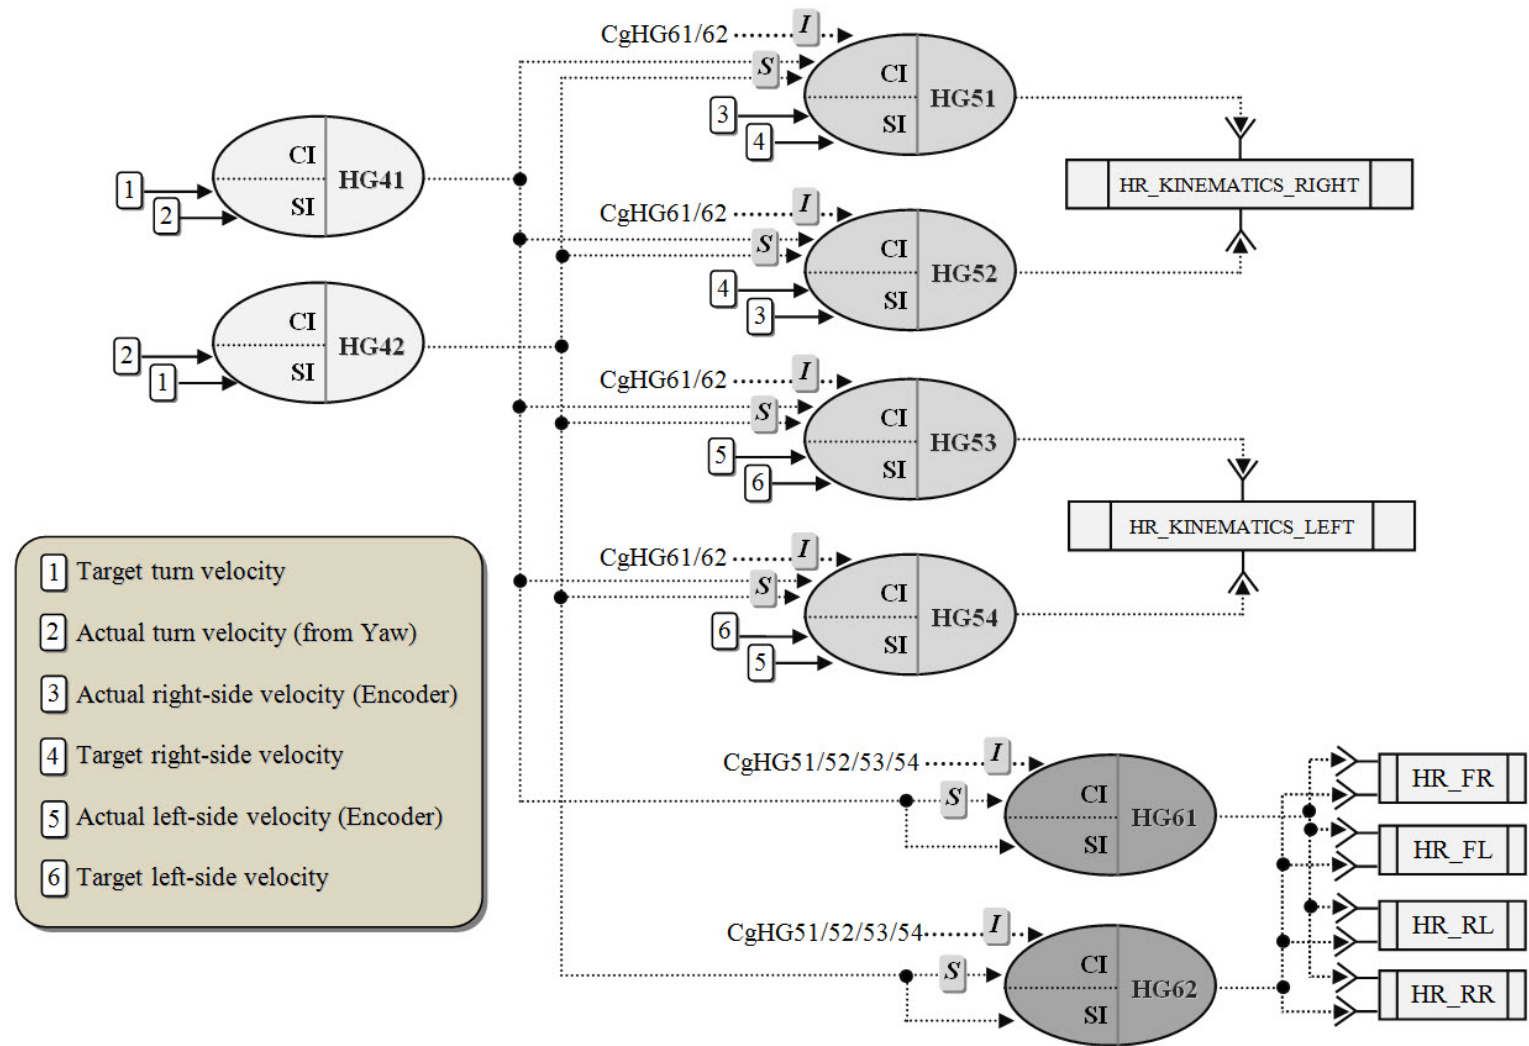 CgHG61/62 I
S
CI
HG51
SI
3
4
HR_KINEMATICS_RIGHT
CI
HG41
SI
1
2
CgHG61/62 I
S
CI
HG52
SI
4
3
CI
HG42
SI
2
1
CgHG61/62 I
S
CI
HG53
SI
5
6
HR_KINEMATICS_LEFT
CgHG61/62 I
S
CI
HG54
SI
6
5
1 Target turn velocity
2 Actual turn velocity (from Yaw)
3 Actual right-side velocity (Encoder)
4 Target right-side velocity
5 Actual left-side velocity (Encoder)
6 Target left-side velocity
CgHG51/52/53/54 I
S
CI
HG61
SI
HR_FR
HR_FL
HR_RL
HR_RR
CgHG51/52/53/54 I
S
CI
HG62
SI